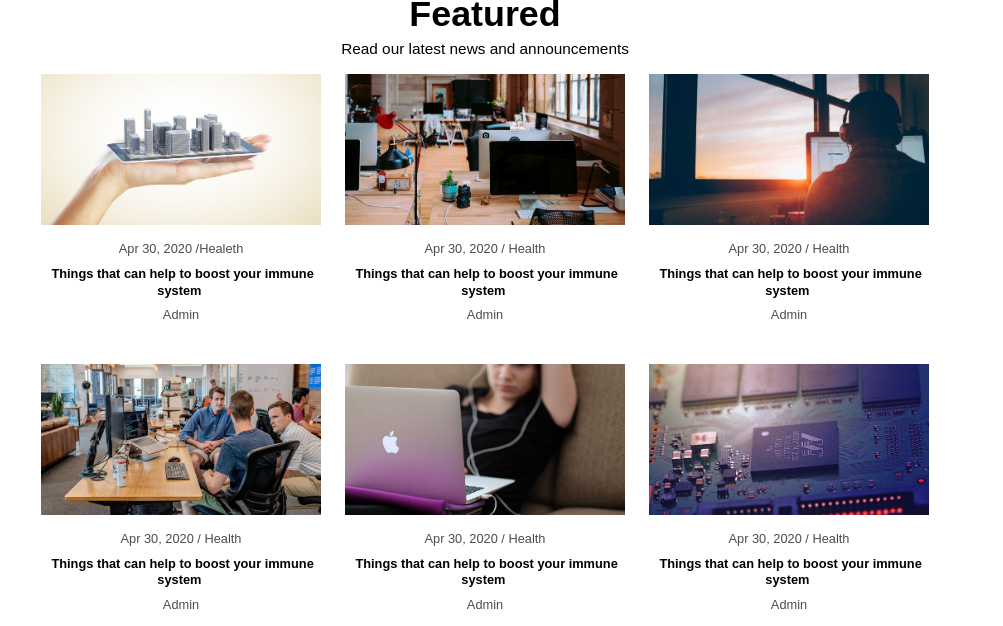 Featured
Read our latest news and announcements
Apr 30, 2020 /Healeth
Apr 30, 2020 / Health
Apr 30, 2020 / Health
Things that can help to boost your immune
system
Things that can help to boost your immune
system
Things that can help to boost your immune
system
Admin
Admin
Admin
Apr 30, 2020 / Health
Apr 30, 2020 / Health
Apr 30, 2020 / Health
Things that can help to boost your immune
system
Things that can help to boost your immune
system
Things that can help to boost your immune
system
Admin
Admin
Admin